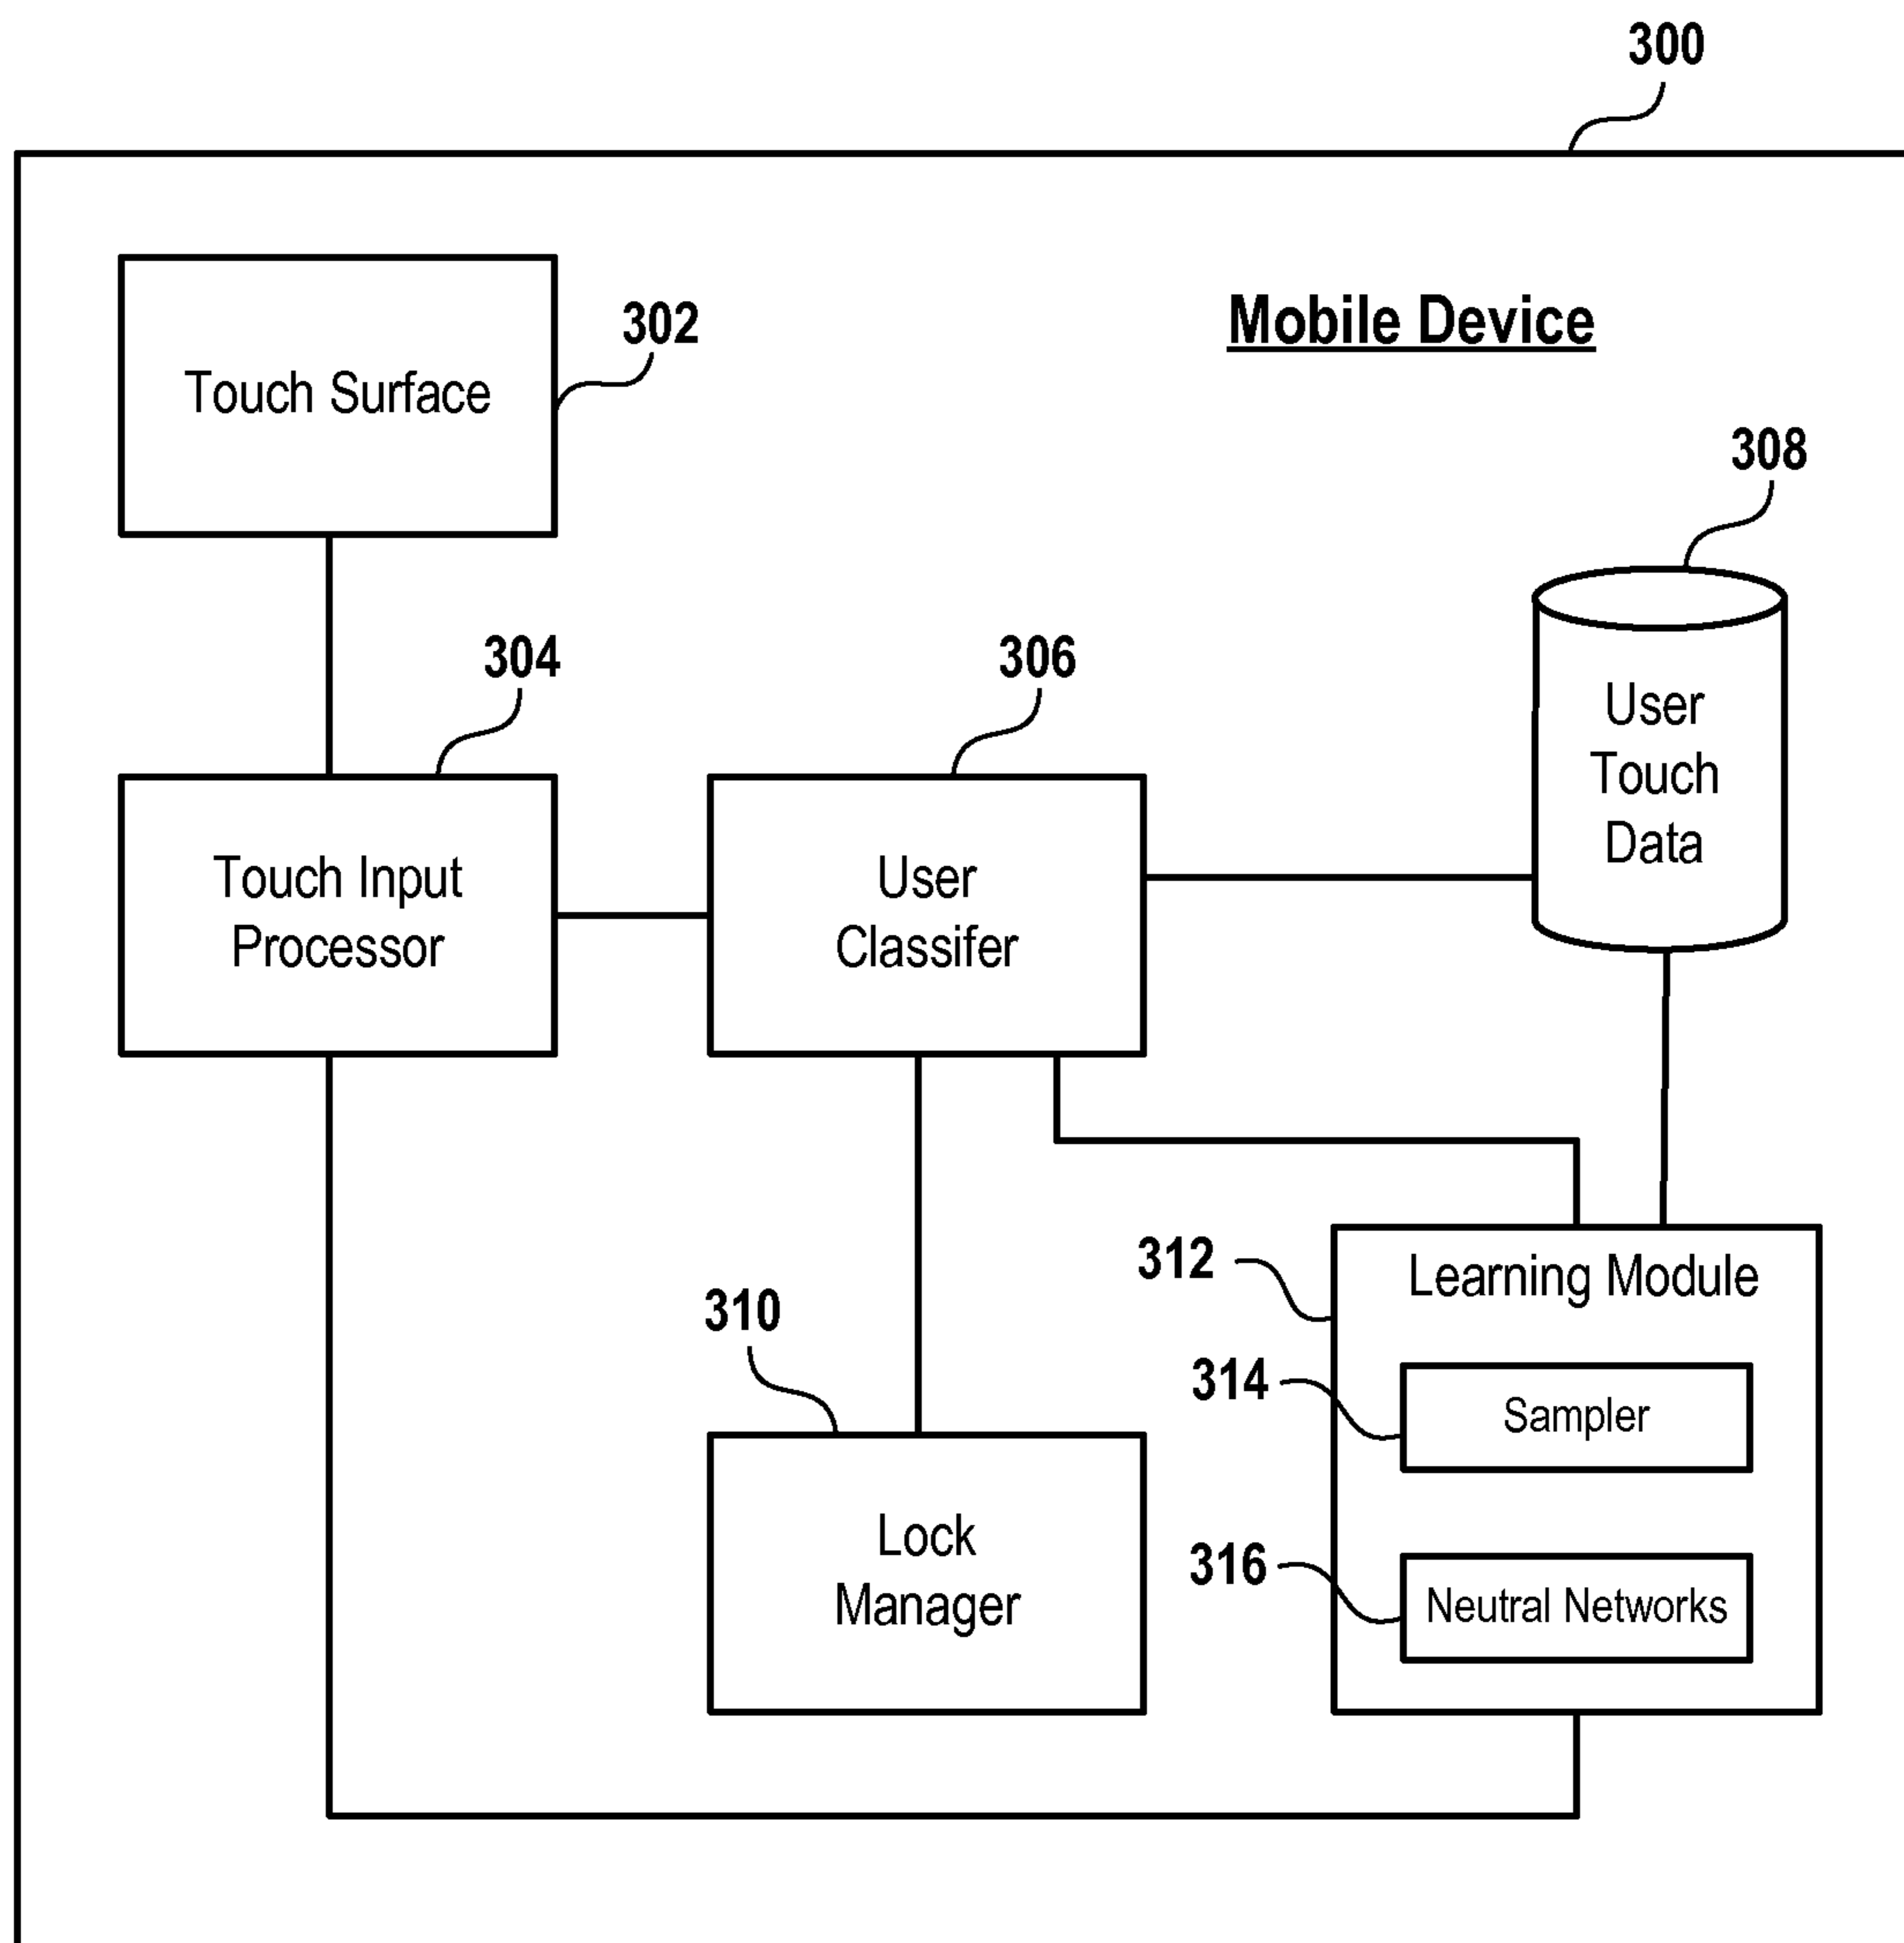 300
Mobile Device
302
Touch Surface
308
304
306
User
Touch
Data
Touch Input
Processor
User
Classifer
312
Learning Module
310
314
Sampler
Lock
Manager
316
Neutral Networks